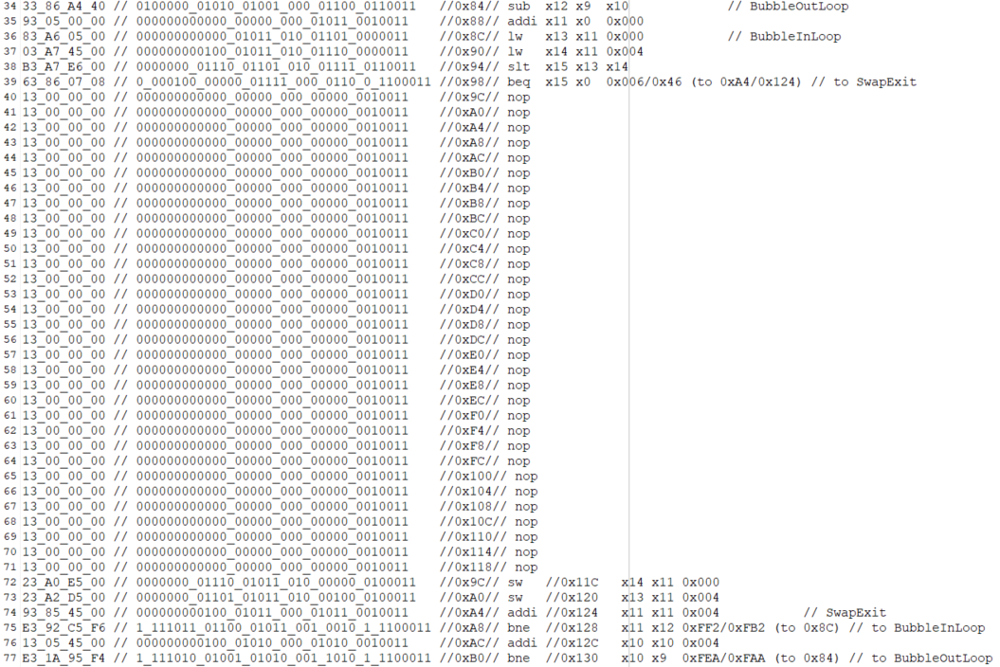 34 33_86_A4_40 // 0100000_01010_01001_000_01100_0110011 //0x84// sub x12 x9 x10 // BubbleOutLoop
35 93_05_00_00 // 000000000000_00000_000_01011_0010011 //0x88// addi x11 x0 0x000
36 83_A6_05_00 // 000000000000_01011_010_01101_0000011 //0x8C// lw x13 x11 0x000 // BubbleInLoop
37 03_A7_45_00 // 000000000100_01011_010_01110_0000011 //0x90// lw x14 x11 0x004
38 B3_A7_E6_00 // 0000000_01110_01101_010_01111_0110011 //0x94// slt x15 x13 x14
39 63_86_07_08 // 0_000100_00000_01111_000_0110_0_1100011 //0x98// beq x15 x0 0x006/0x46 (to 0xA4/0x124) // to SwapExit
40 13_00_00_00 // 000000000000_00000_000_00000_0010011 //0x9C// nop
41 13_00_00_00 // 000000000000_00000_000_00000_0010011 //0xA0// nop
42 13_00_00_00 // 000000000000_00000_000_00000_0010011 //0xA4// nop
43 13_00_00_00 // 000000000000_00000_000_00000_0010011 //0xA8// nop
44 13_00_00_00 // 000000000000_00000_000_00000_0010011 //0xAC// nop
45 13_00_00_00 // 000000000000_00000_000_00000_0010011 //0xB0// nop
46 13_00_00_00 // 000000000000_00000_000_00000_0010011 //0xB4// nop
47 13_00_00_00 // 000000000000_00000_000_00000_0010011 //0xB8// nop
48 13_00_00_00 // 000000000000_00000_000_00000_0010011 //0xBC// nop
49 13_00_00_00 // 000000000000_00000_000_00000_0010011 //0xC0// nop
50 13_00_00_00 // 000000000000_00000_000_00000_0010011 //0xC4// nop
51 13_00_00_00 // 000000000000_00000_000_00000_0010011 //0xC8// nop
52 13_00_00_00 // 000000000000_00000_000_00000_0010011 //0xCC// nop
53 13_00_00_00 // 000000000000_00000_000_00000_0010011 //0xD0// nop
54 13_00_00_00 // 000000000000_00000_000_00000_0010011 //0xD4// nop
55 13_00_00_00 // 000000000000_00000_000_00000_0010011 //0xD8// nop
56 13_00_00_00 // 000000000000_00000_000_00000_0010011 //0xDC// nop
57 13_00_00_00 // 000000000000_00000_000_00000_0010011 //0xE0// nop
58 13_00_00_00 // 000000000000_00000_000_00000_0010011 //0xE4// nop
59 13_00_00_00 // 000000000000_00000_000_00000_0010011 //0xE8// nop
60 13_00_00_00 // 000000000000_00000_000_00000_0010011 //0xEC// nop
61 13_00_00_00 // 000000000000_00000_000_00000_0010011 //0xF0// nop
62 13_00_00_00 // 000000000000_00000_000_00000_0010011 //0xF4// nop
63 13_00_00_00 // 000000000000_00000_000_00000_0010011 //0xF8// nop
64 13_00_00_00 // 000000000000_00000_000_00000_0010011 //0xFC// nop
65 13_00_00_00 // 000000000000_00000_000_00000_0010011 //0x100// nop
66 13_00_00_00 // 000000000000_00000_000_00000_0010011 //0x104// nop
67 13_00_00_00 // 000000000000_00000_000_00000_0010011 //0x108// nop
68 13_00_00_00 // 000000000000_00000_000_00000_0010011 //0x10C// nop
69 13_00_00_00 // 000000000000_00000_000_00000_0010011 //0x110// nop
70 13_00_00_00 // 000000000000_00000_000_00000_0010011 //0x114// nop
71 13_00_00_00 // 000000000000_00000_000_00000_0010011 //0x118// nop
72 23_A0_E5_00 // 0000000_01110_01011_010_00000_0100011 //0x9C// sw //0x11C x14 x11 0x000
73 23_A2_D5_00 // 0000000_01101_01011_010_00100_0100011 //0xA0// sw //0x120 x13 x11 0x004
74 93_85_45_00 // 000000000100_01011_000_01011_0010011 //0xA4// addi //0x124 x11 x11 0x004 // SwapExit
75 E3_92_C5_F6 // 1_111011_01100_01011_001_0010_1_1100011 //0xA8// bne //0x128 x11 x12 0xFF2/0xFB2 (to 0x8C) // to BubbleInLoop
76 13_05_45_00 // 000000000100_01010_000_01010_0010011 //0xAC// addi //0x12C x10 x10 0x004
77 E3_1A_95_F4 // 1_111010_01001_01010_001_1010_1_1100011 //0xB0// bne //0x130 x10 x9 0xFEA/0xFAA (to 0x84) // to BubbleOutLoop